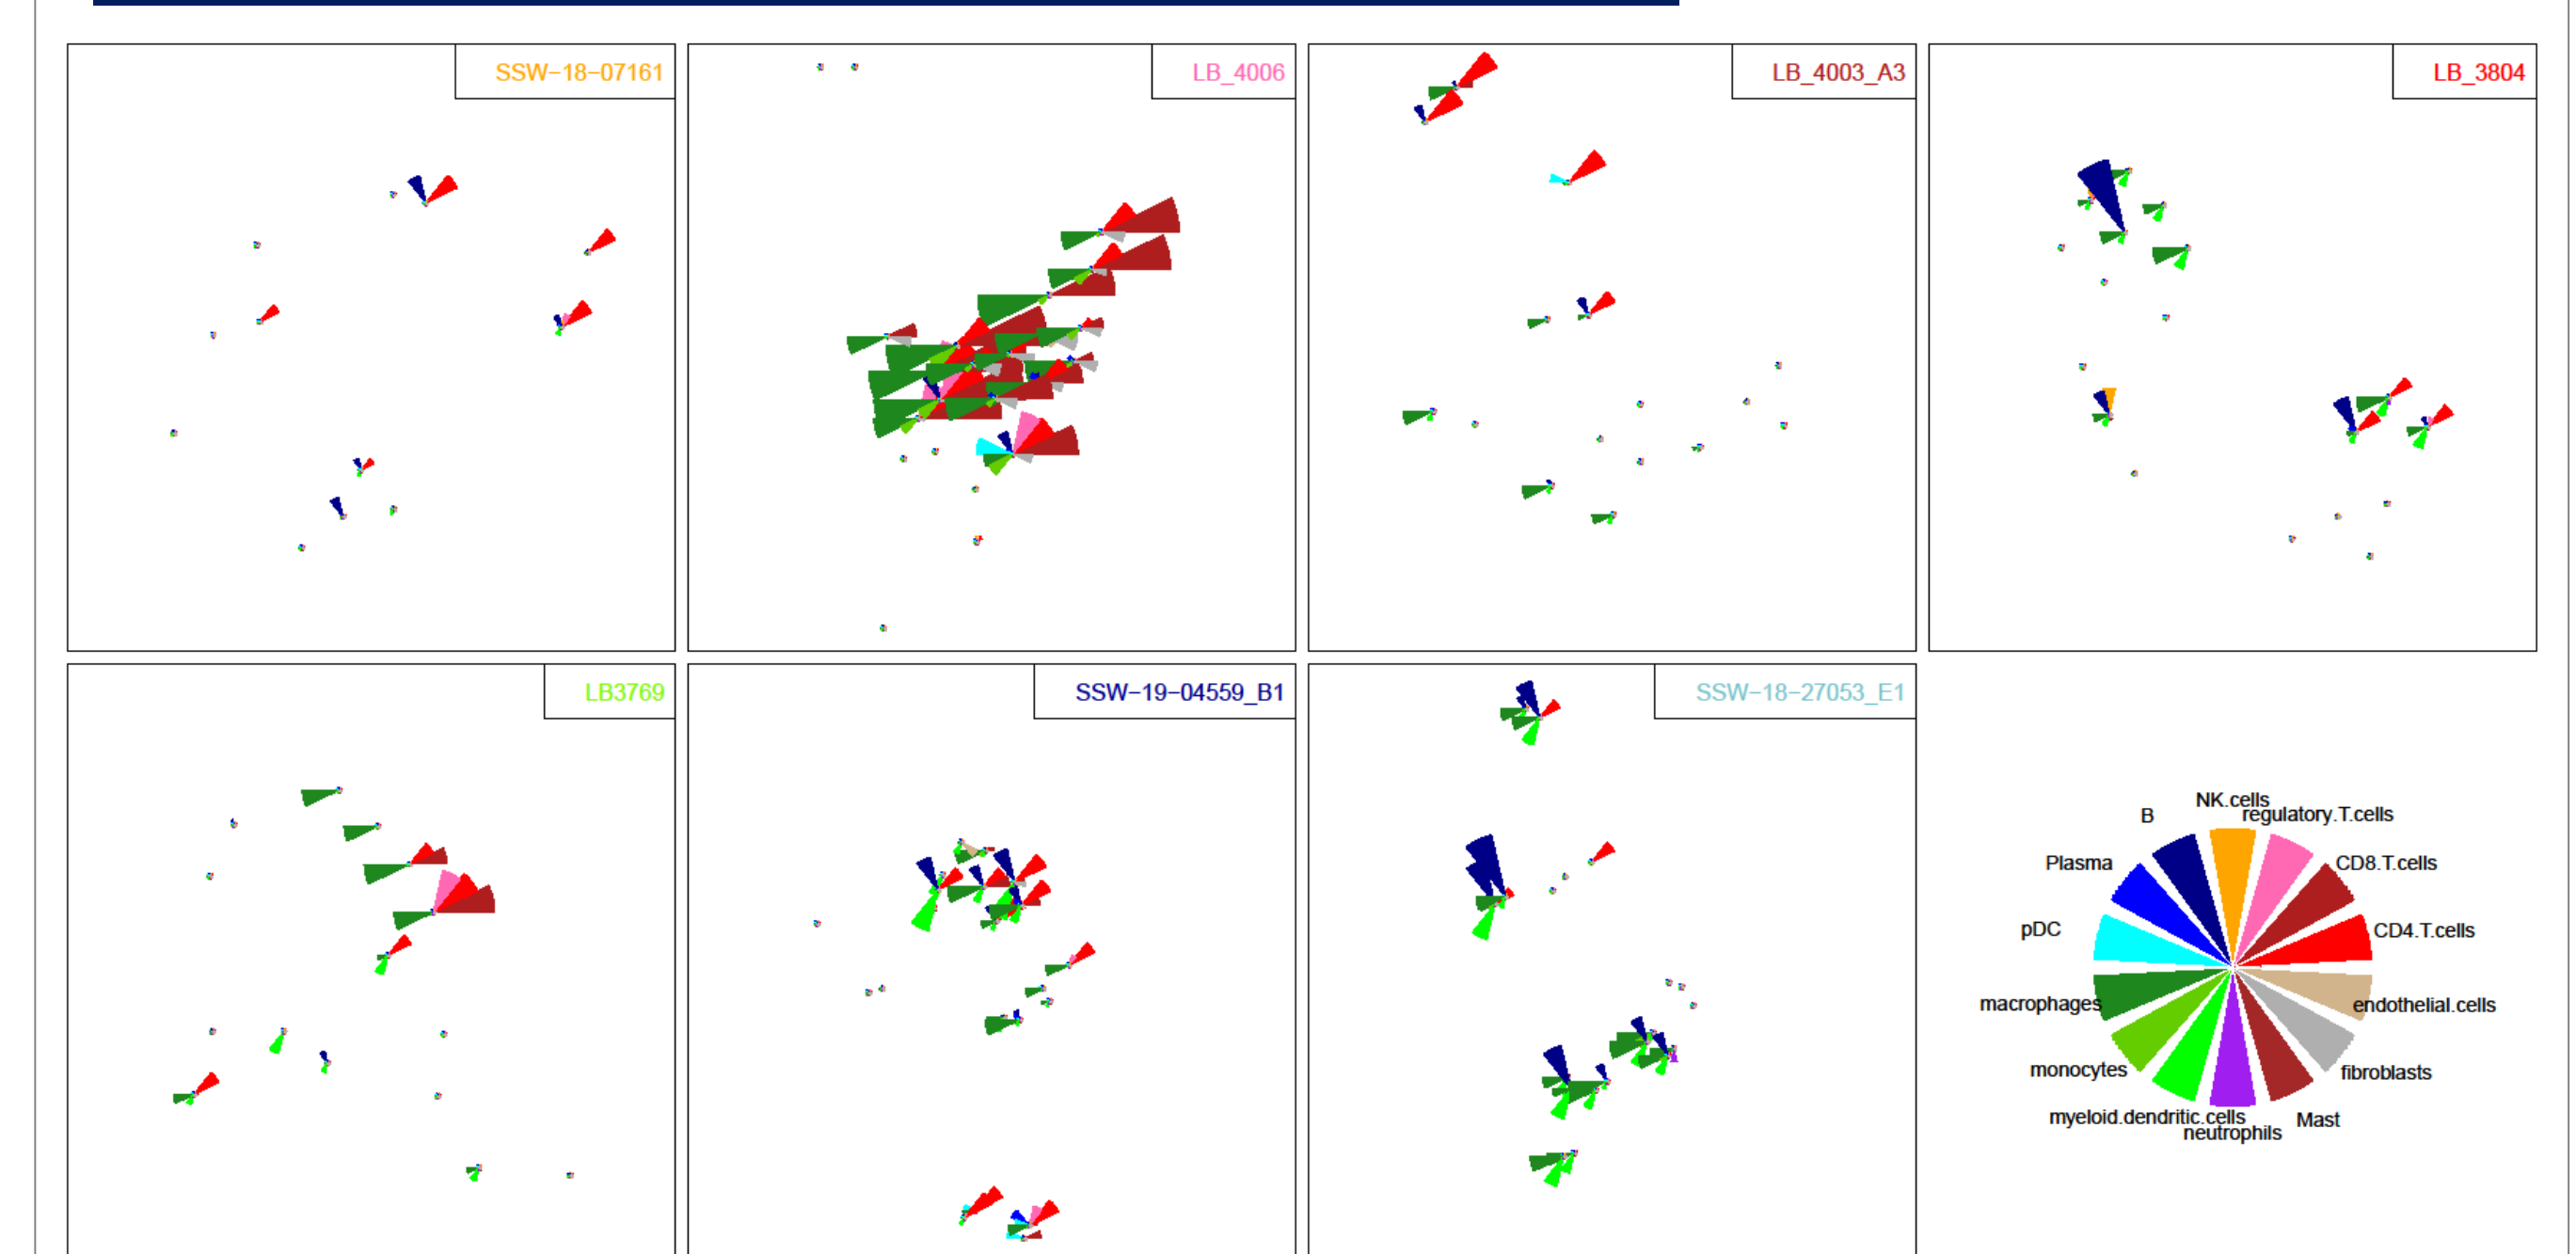 SSW−18−07161
LB_4006
LB_4003_A3
LB_3804
LB3769
SSW−19−04559_B1
SSW−18−27053_E1
NK.cells
regulatory.T.cells
B
CD8.T.cells
Plasma
CD4.T.cells
pDC
endothelial.cells
macrophages
fibroblasts
monocytes
Mast
myeloid.dendritic.cells
neutrophils